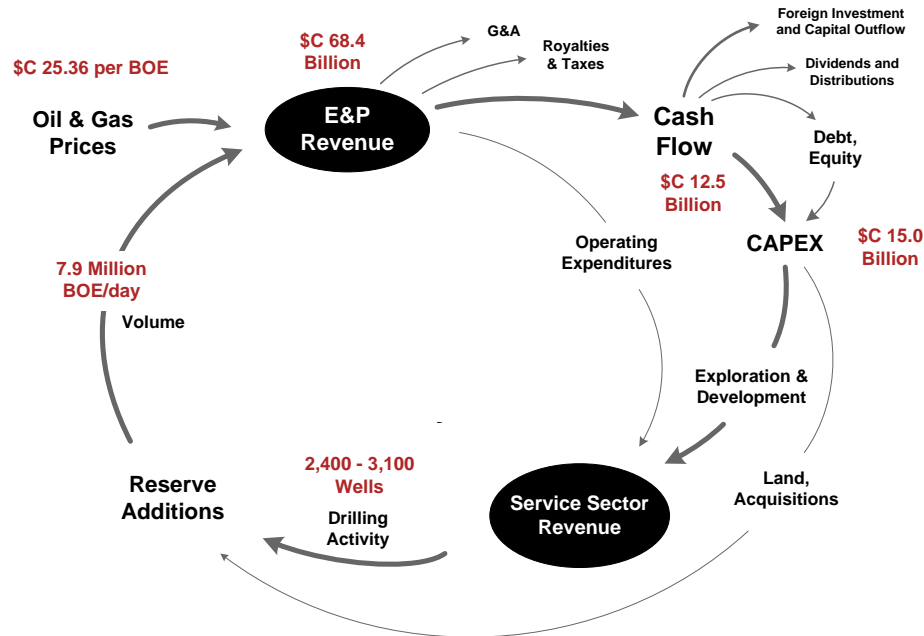 Foreign Investment
and Capital Outflow
G&A
$C 68.4
Billion
Royalties
& Taxes
$C 25.36 per BOE
Dividends and
Distributions
Oil & Gas
Prices
E&P
Revenue
Cash
Flow
Debt,
Equity
$C 12.5
Billion
CAPEX
$C 15.0
Billion
Operating
Expenditures
7.9 Million
BOE/day
Volume
Exploration &
Development
2,400 - 3,100
Wells
Reserve
Additions
Drilling
Activity
Service Sector
Revenue
Land,
Acquisitions